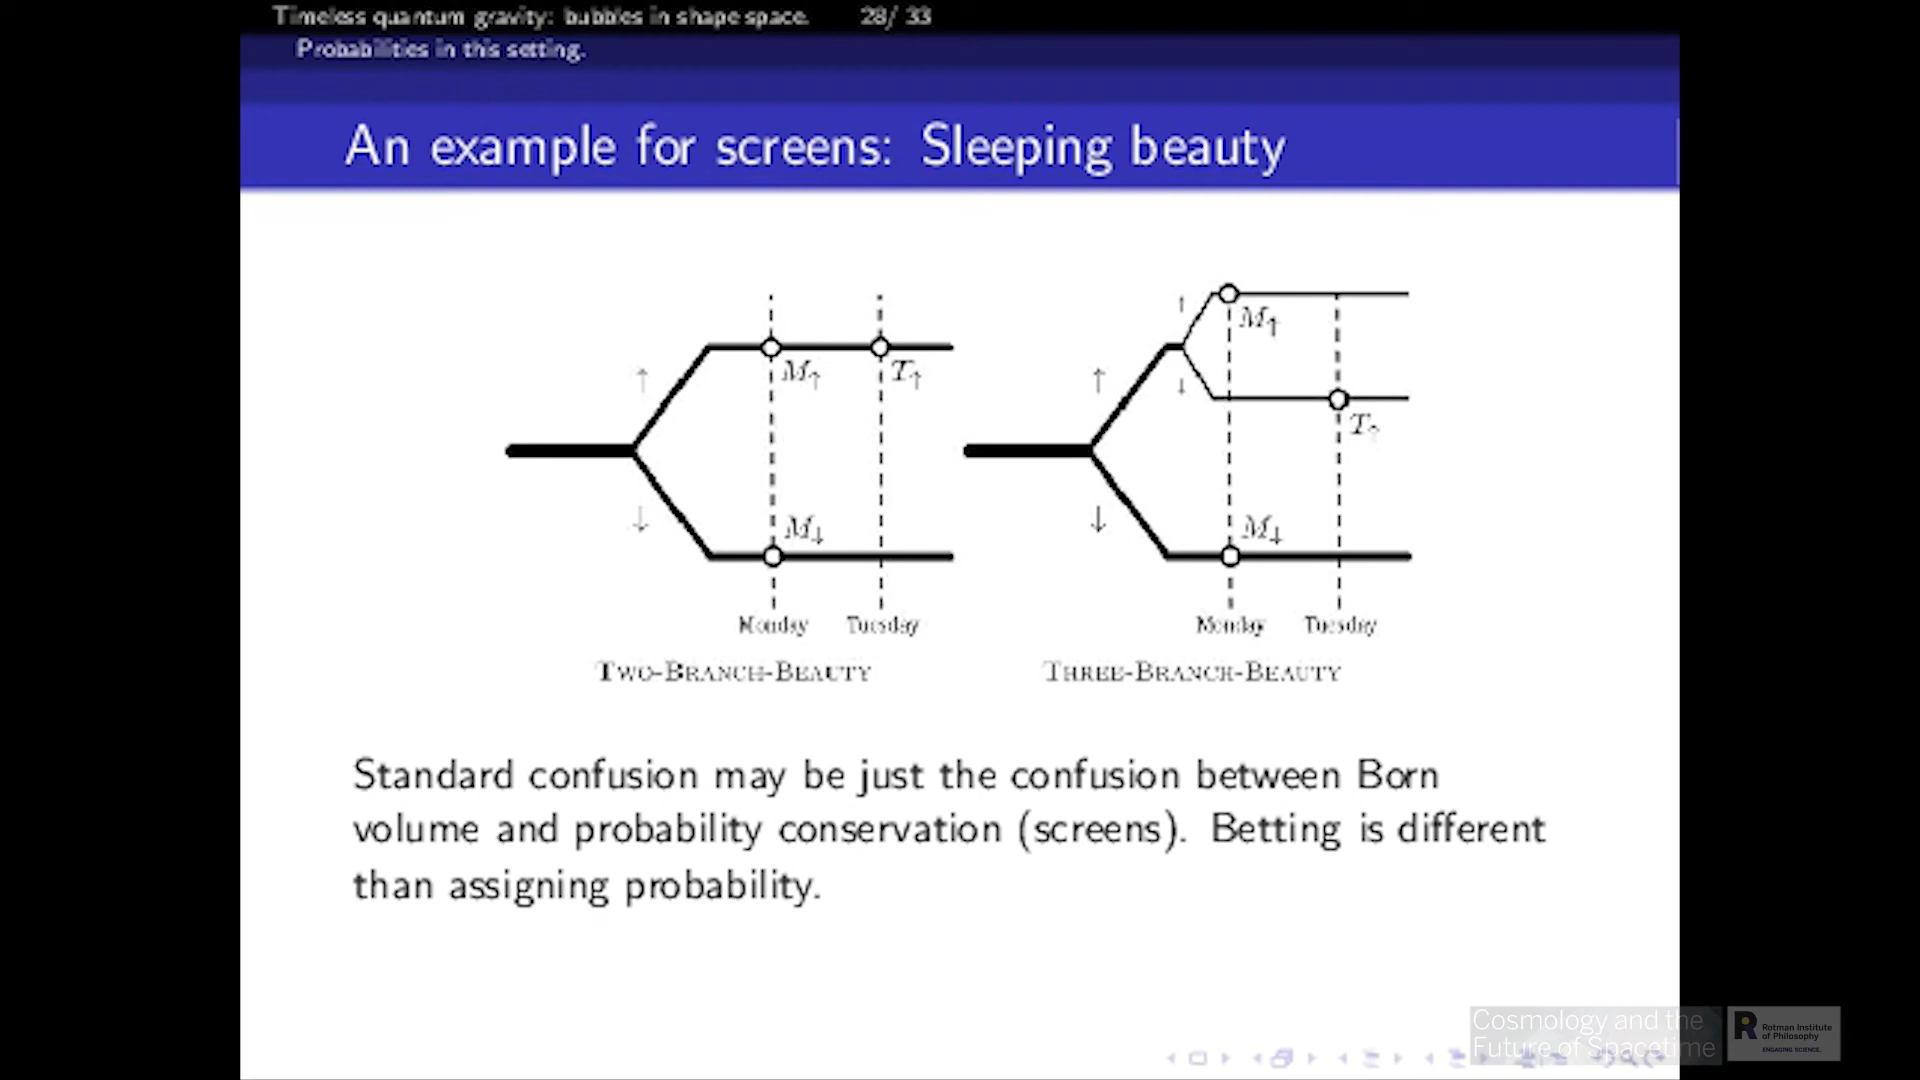 Timeless quantum gravity: bubbles in shape space. 28/ 33
Probabilities in this setting.
An example for screens: Sleeping beauty
↑ M↑ T↑
↓ M↓
Monday Tuesday
TWO-BRANCH-BEAUTY
↑ ↑ M↑
↓ T↑
↓ M↓
Monday Tuesday
THREE-BRANCH-BEAUTY
Standard confusion may be just the confusion between Born
volume and probability conservation (screens). Betting is different
than assigning probability.
Cosmology and the
Future of Spacetime
R Rotman Institute
of Philosophy
ENGAGING SCIENCE.